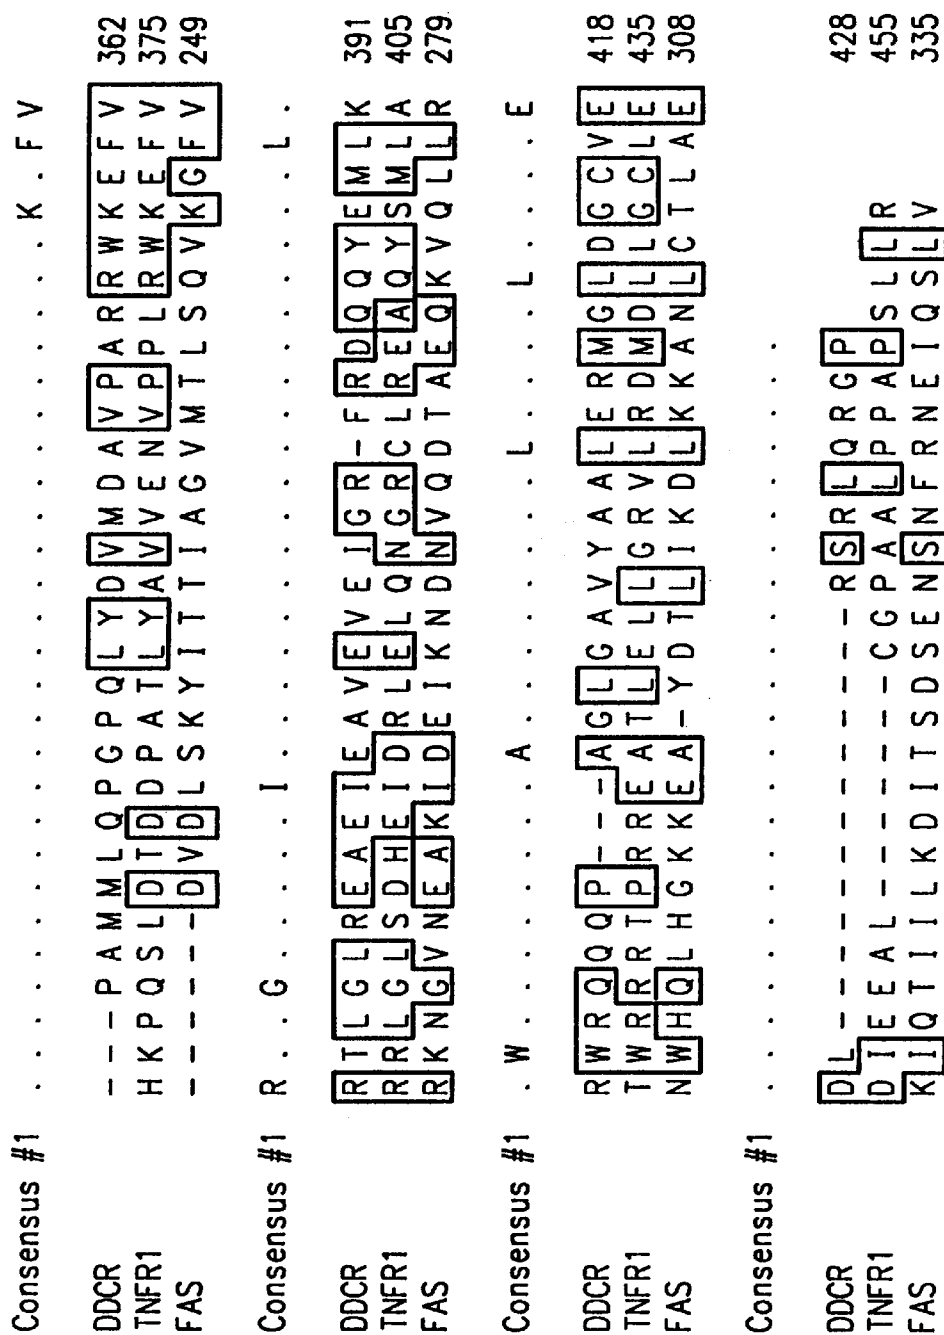 Consensus #1 . . . . . . . . . . . . . . . . . . . . . . . . . . K . F V
DDCR - - - P A M M L Q P G P Q L Y D V M D A V P A R R W K E F V 362
TNFR1 H K P Q S L D T D D P A T L Y A V V E N V P P L R W K E F V 375
FAS - - - - - - D V D L S K Y I T T I A G V M T L S Q V K G F V 249
Consensus #1 R . . G . . . . . I . . . . . . . . . . . . . . . . . . L .
DDCR R T L G L R E A E I E A V E V E I G R - F R D Q Q Y E M L K 391
TNFR1 R R L G L S D H E I D R L E L Q N G R C L R E A Q Y S M L A 405
FAS R K N G V N E A K I D E I K N D N V Q D T A E Q K V Q L L R 279
Consensus #1 . W . . . . . . . . A . . . . . . . . L . . . . L . . . . E
DDCR R W R Q Q Q P - - - A G L G A V Y A A L E R M G L D G C V E 418
TNFR1 T W R R R T P R R E A T L E L L G R V L R D M D L L G C L E 435
FAS N W H Q L H G K K E A - Y D T L I K D L K K A N L C T L A E 308
Consensus #1 . . . . . . . . . . . . . . . . . . . . . . .
DDCR D L - - - - - - - - - - - - - R S R L Q R G P 428
TNFR1 D I E E A L - - - - - - - C G P A A L P P A P S L L R 455
FAS K I Q T I I L K D I T S D S E N S N F R N E I Q S L V 335